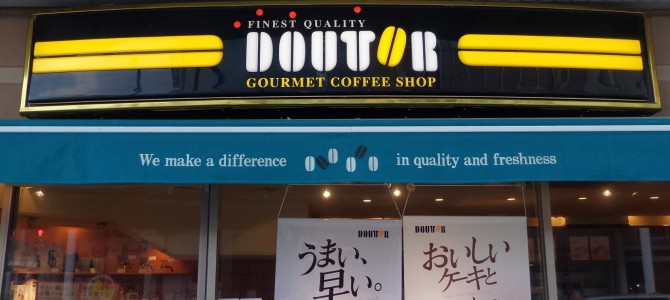 FINEST QUALITY
DOUTOR
GOURMET COFFEE SHOP
We make a difference in quality and freshness
DOUTOR
うまい、
早い。
DOUTOR
おいしい
ケーキと